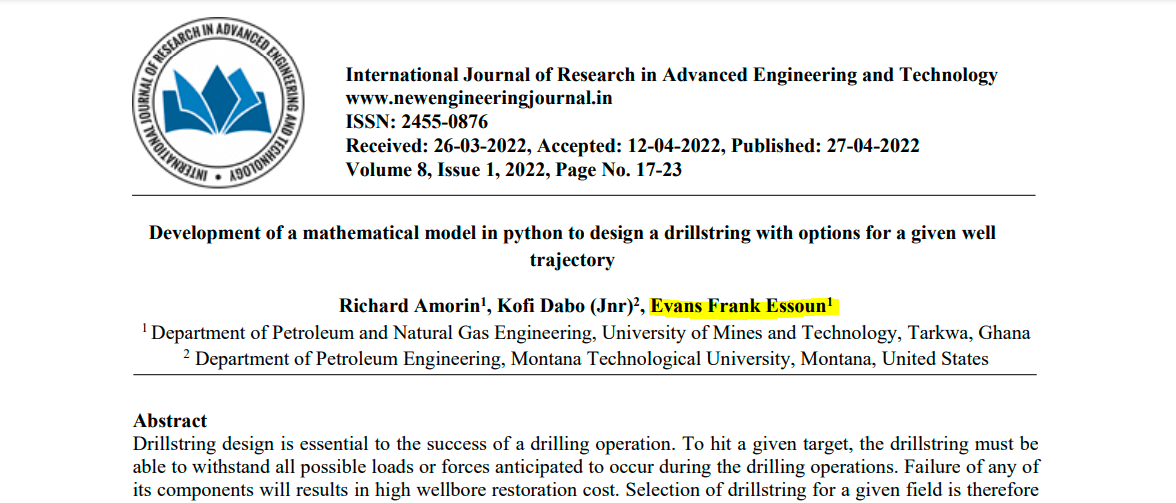 INTERNATIONAL JOURNAL OF RESEARCH IN ADVANCED ENGINEERING AND TECHNOLOGY
International Journal of Research in Advanced Engineering and Technology
www.newengineeringjournal.in
ISSN: 2455-0876
Received: 26-03-2022, Accepted: 12-04-2022, Published: 27-04-2022
Volume 8, Issue 1, 2022, Page No. 17-23
Development of a mathematical model in python to design a drillstring with options for a given well
trajectory
Richard Amorin¹, Kofi Dabo (Jnr)², Evans Frank Essoun¹
¹ Department of Petroleum and Natural Gas Engineering, University of Mines and Technology, Tarkwa, Ghana
² Department of Petroleum Engineering, Montana Technological University, Montana, United States
Abstract
Drillstring design is essential to the success of a drilling operation. To hit a given target, the drillstring must be
able to withstand all possible loads or forces anticipated to occur during the drilling operations. Failure of any of
its components will results in high wellbore restoration cost. Selection of drillstring for a given field is therefore